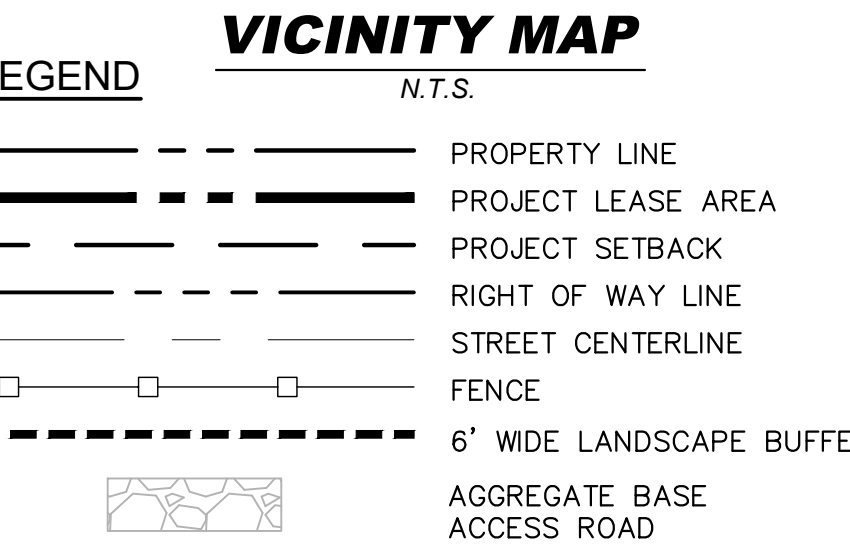 VICINITY MAP
N.T.S.
EGEND
PROPERTY LINE
PROJECT LEASE AREA
PROJECT SETBACK
RIGHT OF WAY LINE
STREET CENTERLINE
FENCE
6' WIDE LANDSCAPE BUFFE
AGGREGATE BASE
ACCESS ROAD